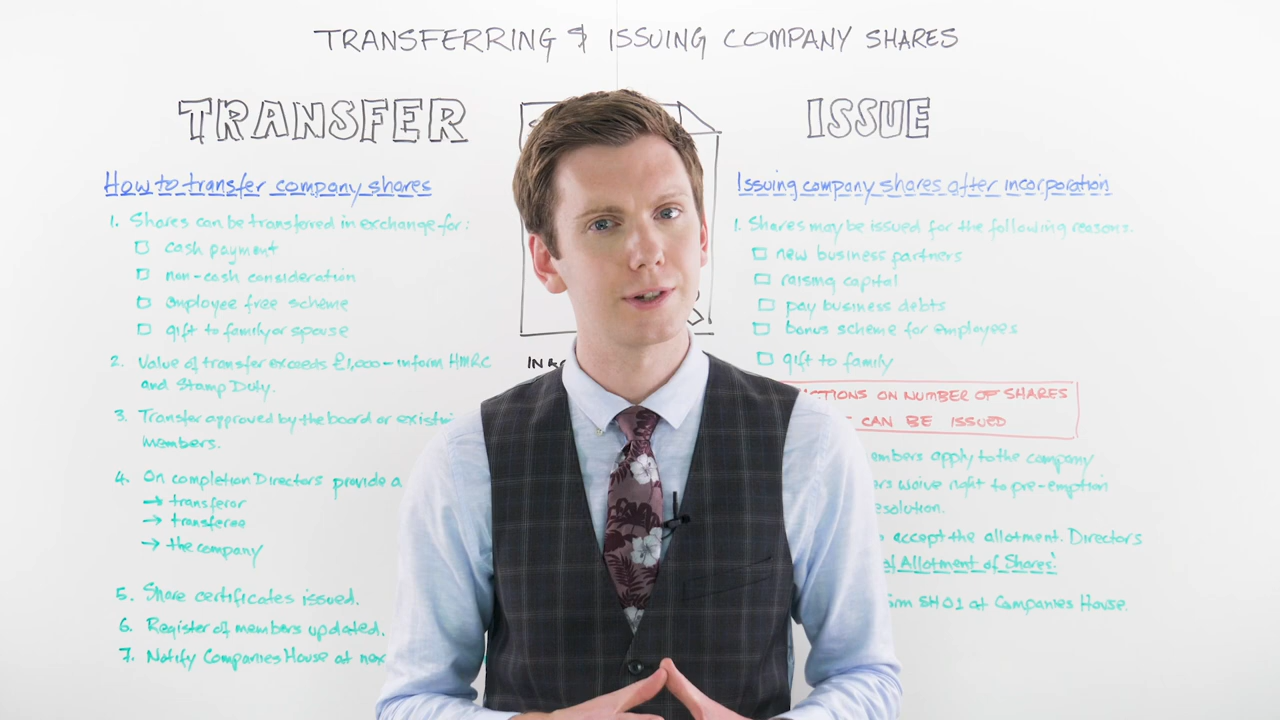 TRANSFERRING & ISSUING COMPANY SHARES
TRANSFER
How to transfer company shares
1. Shares can be transferred in exchange for:
cash payment
non-cash consideration
employee free scheme
gift to family or spouse
2. Value of transfer exceeds £1,000 - inform HMRC
and Stamp Duty.
3. Transfer approved by the board or
members.
4. On completion Directors provide a
→ transferor
→ transferee
→ the company
5. Share certificates issued.
6. Register of members updated.
7. Notify Companies House at
ISSUE
Issuing company shares after incorporation
1. Shares may be issued for the following reasons.
new business partners
raising capital
pay business debts
bonus scheme for employees
gift to family
ON NUMBER OF SHARES
CAN BE ISSUED
apply to the company
waive right to pre-emption
accept the allotment. Directors
Allotment of Shares'
SH01 at Companies House.